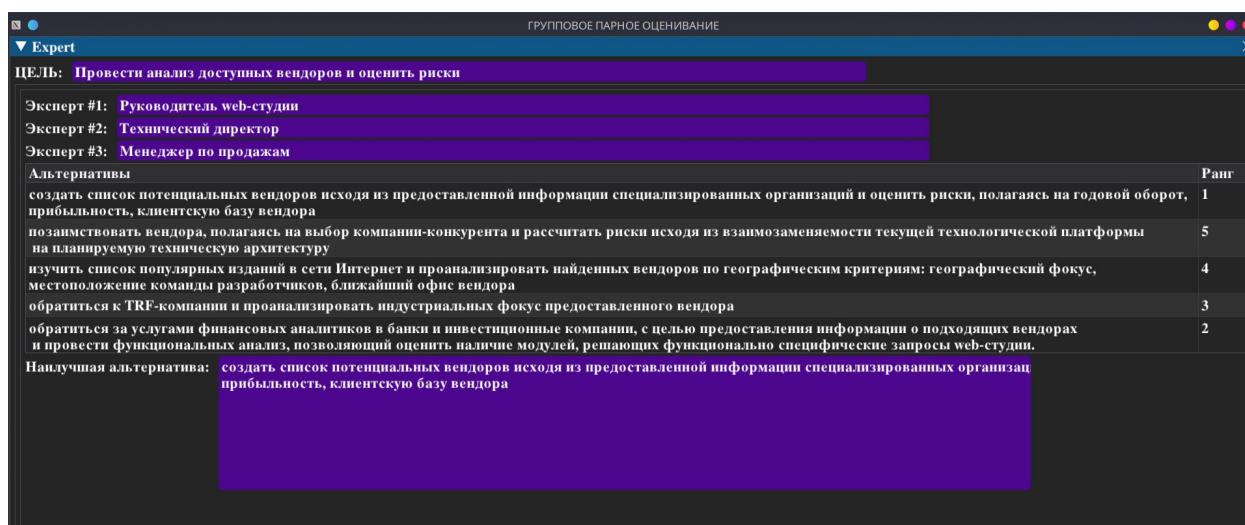 ГРУППОВОЕ ПАРНОЕ ОЦЕНИВАНИЕ
Expert
ЦЕЛЬ: Провести анализ доступных вендоров и оценить риски
Эксперт #1: Руководитель web-студии
Эксперт #2: Технический директор
Эксперт #3: Менеджер по продажам
Альтернативы Ранг
создать список потенциальных вендоров исходя из предоставленной информации специализированных организаций и оценить риски, полагаясь на годовой оборот, 1
прибыльность, клиентскую базу вендора
позаимствовать вендора, полагаясь на выбор компании-конкурента и рассчитать риски исходя из взаимозаменяемости текущей технологической платформы 5
на планируемую техническую архитектуру
изучить список популярных изданий в сети Интернет и проанализировать найденных вендоров по географическим критериям: географический фокус, 4
местоположение команды разработчиков, ближайший офис вендора
обратиться к TRF-компании и проанализировать индустриальных фокус предоставленного вендора 3
обратиться за услугами финансовых аналитиков в банки и инвестиционные компании, с целью предоставления информации о подходящих вендорах 2
и провести функциональных анализ, позволяющий оценить наличие модулей, решающих функционально специфические запросы web-студии.
Наилучшая альтернатива: создать список потенциальных вендоров исходя из предоставленной информации специализированных организац
прибыльность, клиентскую базу вендора